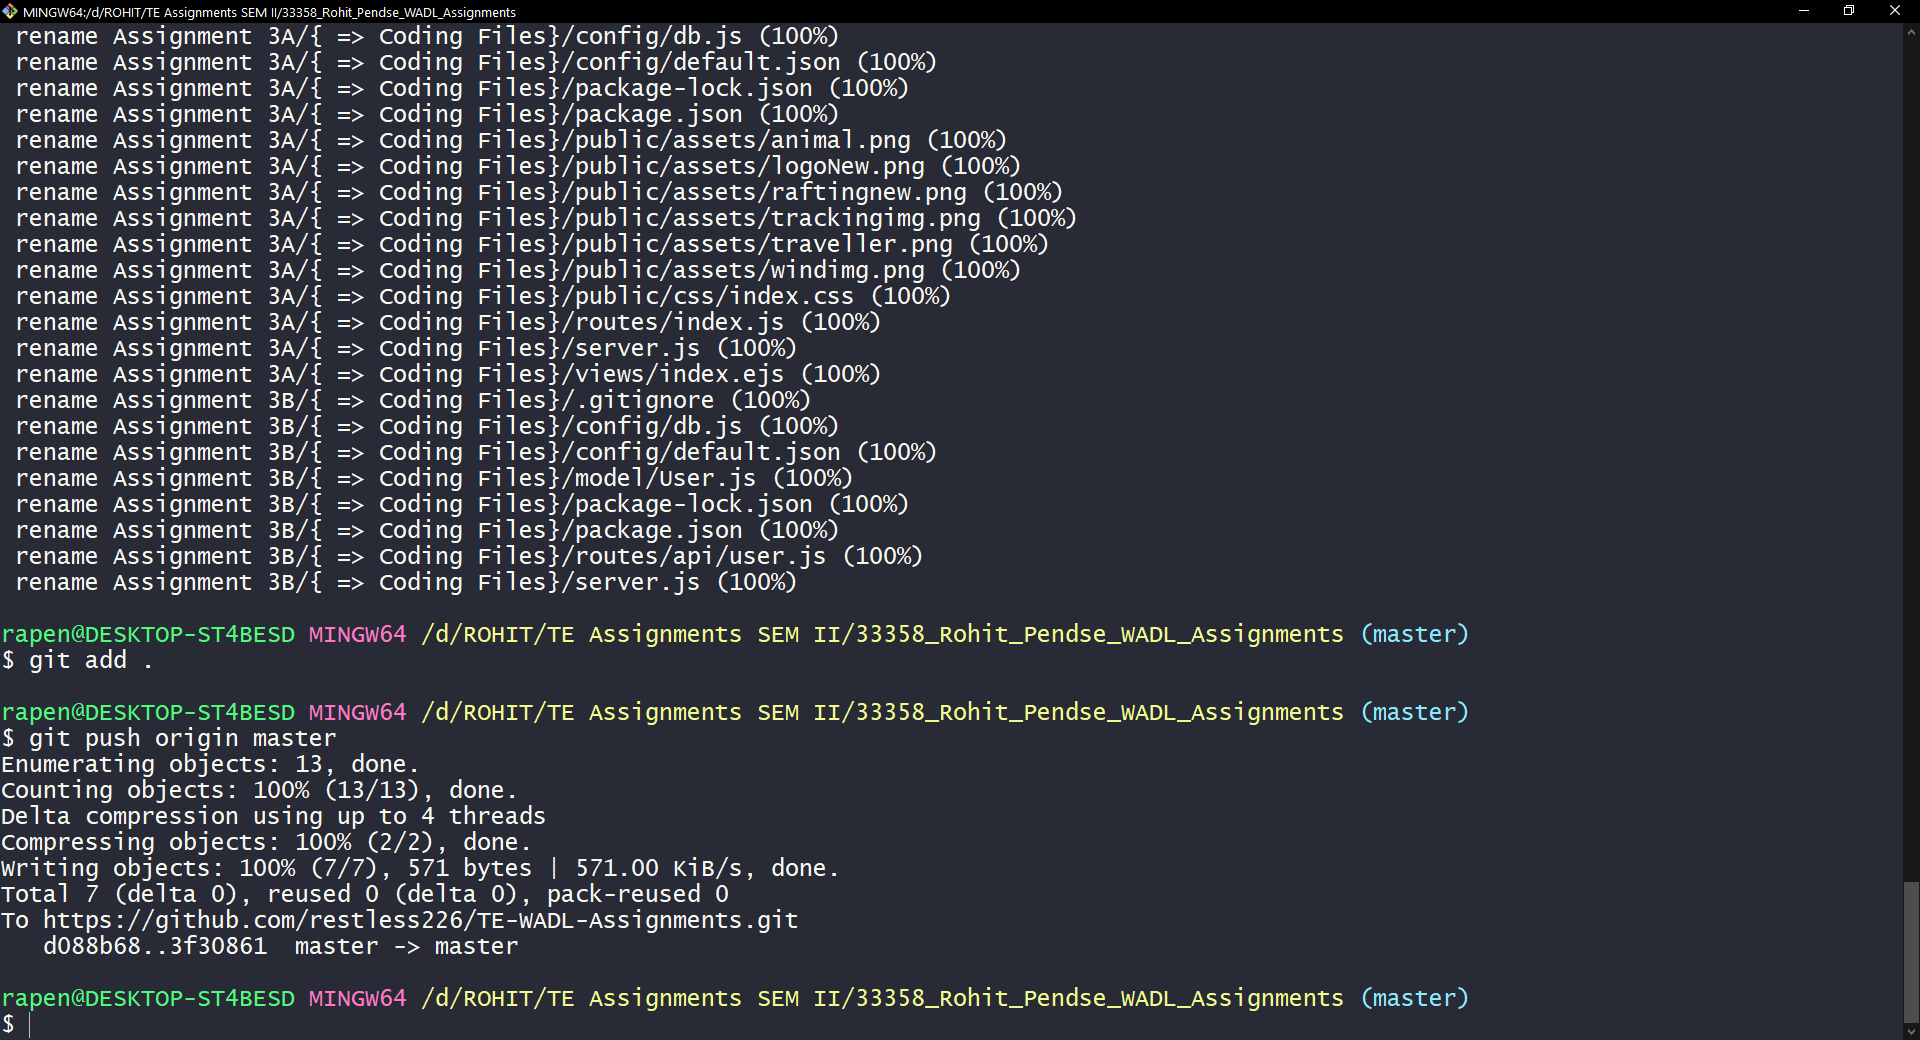 MINGW64:/d/ROHIT/TE Assignments SEM II/33358_Rohit_Pendse_WADL_Assignments
rename Assignment 3A/{ => Coding Files}/config/db.js (100%)
rename Assignment 3A/{ => Coding Files}/config/default.json (100%)
rename Assignment 3A/{ => Coding Files}/package-lock.json (100%)
rename Assignment 3A/{ => Coding Files}/package.json (100%)
rename Assignment 3A/{ => Coding Files}/public/assets/animal.png (100%)
rename Assignment 3A/{ => Coding Files}/public/assets/logoNew.png (100%)
rename Assignment 3A/{ => Coding Files}/public/assets/raftingnew.png (100%)
rename Assignment 3A/{ => Coding Files}/public/assets/trackingimg.png (100%)
rename Assignment 3A/{ => Coding Files}/public/assets/traveller.png (100%)
rename Assignment 3A/{ => Coding Files}/public/assets/windimg.png (100%)
rename Assignment 3A/{ => Coding Files}/public/css/index.css (100%)
rename Assignment 3A/{ => Coding Files}/routes/index.js (100%)
rename Assignment 3A/{ => Coding Files}/server.js (100%)
rename Assignment 3A/{ => Coding Files}/views/index.ejs (100%)
rename Assignment 3B/{ => Coding Files}/.gitignore (100%)
rename Assignment 3B/{ => Coding Files}/config/db.js (100%)
rename Assignment 3B/{ => Coding Files}/config/default.json (100%)
rename Assignment 3B/{ => Coding Files}/model/User.js (100%)
rename Assignment 3B/{ => Coding Files}/package-lock.json (100%)
rename Assignment 3B/{ => Coding Files}/package.json (100%)
rename Assignment 3B/{ => Coding Files}/routes/api/user.js (100%)
rename Assignment 3B/{ => Coding Files}/server.js (100%)
rapen@DESKTOP-ST4BESD MINGW64 /d/ROHIT/TE Assignments SEM II/33358_Rohit_Pendse_WADL_Assignments (master)
$ git add .
rapen@DESKTOP-ST4BESD MINGW64 /d/ROHIT/TE Assignments SEM II/33358_Rohit_Pendse_WADL_Assignments (master)
$ git push origin master
Enumerating objects: 13, done.
Counting objects: 100% (13/13), done.
Delta compression using up to 4 threads
Compressing objects: 100% (2/2), done.
Writing objects: 100% (7/7), 571 bytes | 571.00 KiB/s, done.
Total 7 (delta 0), reused 0 (delta 0), pack-reused 0
To https://github.com/restless226/TE-WADL-Assignments.git
d088b68..3f30861  master -> master
rapen@DESKTOP-ST4BESD MINGW64 /d/ROHIT/TE Assignments SEM II/33358_Rohit_Pendse_WADL_Assignments (master)
$